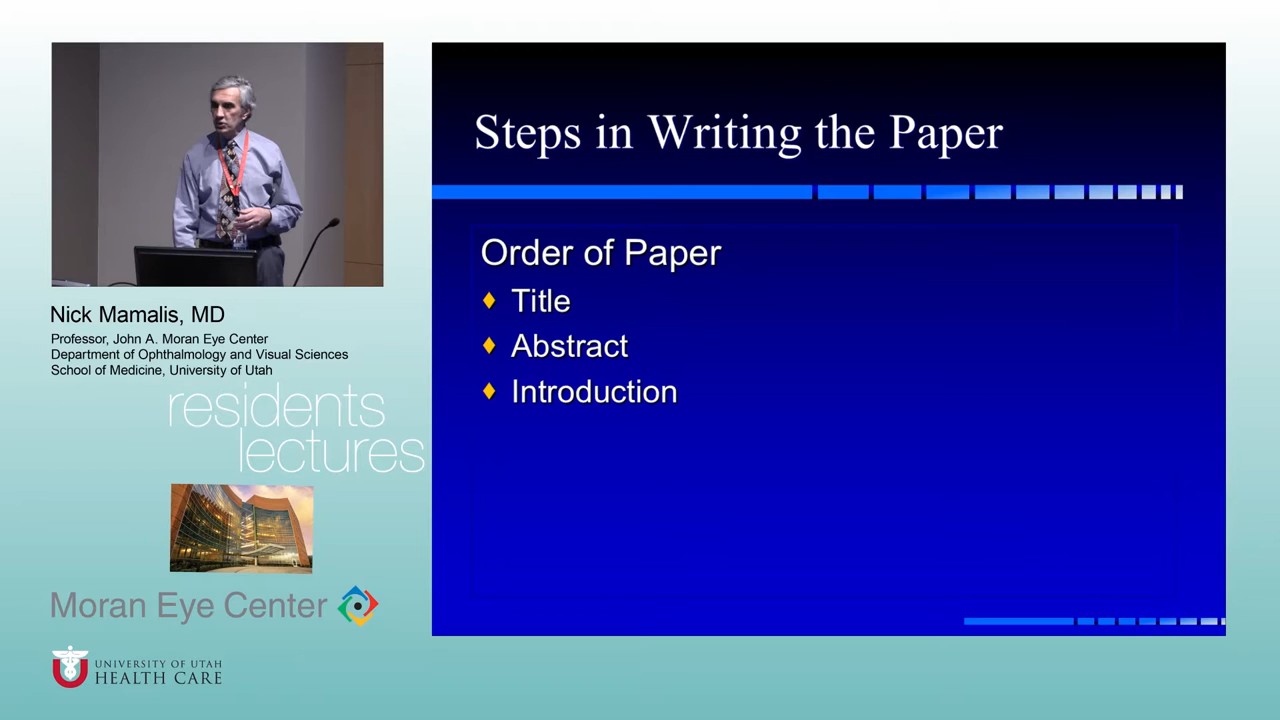 Steps in Writing the Paper
Order of Paper
Title
Abstract
Introduction
Nick Mamalis, MD
Professor, John A. Moran Eye Center
Department of Ophthalmology and Visual Sciences
School of Medicine, University of Utah
residents
lectures
Moran Eye Center
UNIVERSITY OF UTAH
HEALTH CARE